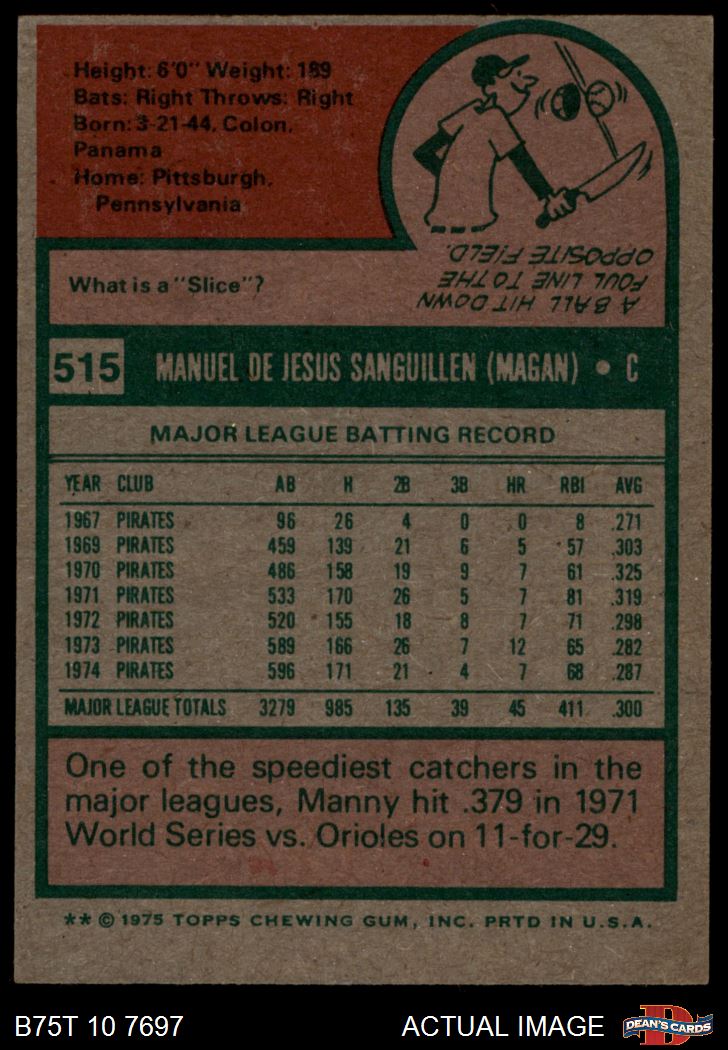 Height: 6'0" Weight: 189
Bats: Right Throws: Right
Born: 3-21-44, Colon,
Panama
Home: Pittsburgh,
Pennsylvania
What is a "Slice"?
A BALL HIT DOWN
FOUL LINE TO THE
OPPOSITE FIELD.
515 MANUEL DE JESUS SANGUILLEN (MAGAN) • C
MAJOR LEAGUE BATTING RECORD
YEAR CLUB AB H 2B 3B HR RBI AVG
1967 PIRATES 96 26 4 0 0 8 .271
1969 PIRATES 459 139 21 6 5 57 .303
1970 PIRATES 486 158 19 9 7 61 .325
1971 PIRATES 533 170 26 5 7 81 .319
1972 PIRATES 520 155 18 8 7 71 .298
1973 PIRATES 589 166 26 7 12 65 .282
1974 PIRATES 596 171 21 4 7 68 .287
MAJOR LEAGUE TOTALS 3279 985 135 39 45 411 .300
One of the speediest catchers in the
major leagues, Manny hit .379 in 1971
World Series vs. Orioles on 11-for-29.
** © 1975 TOPPS CHEWING GUM, INC. PRTD IN U.S.A.
B75T 10 7697 ACTUAL IMAGE
D
DEAN'S CARDS